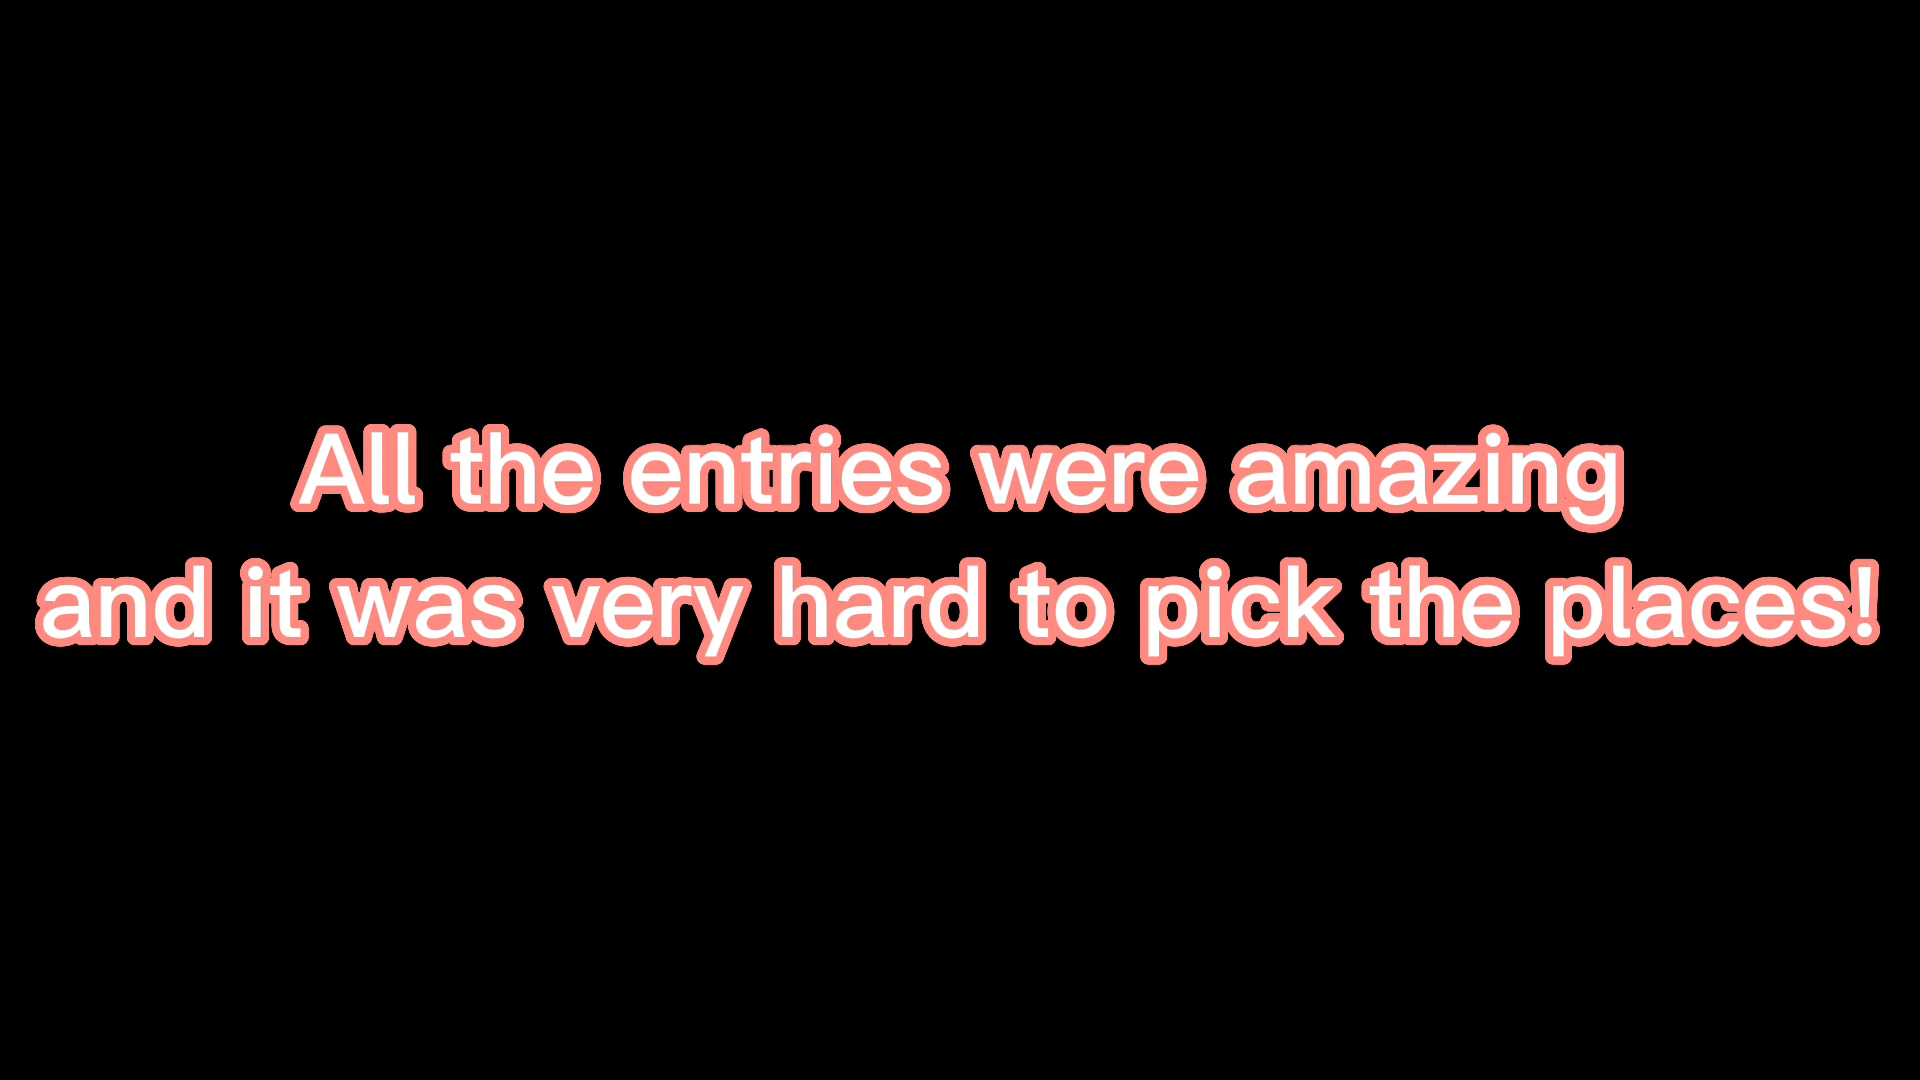 All the entries were amazing
and it was very hard to pick the places!